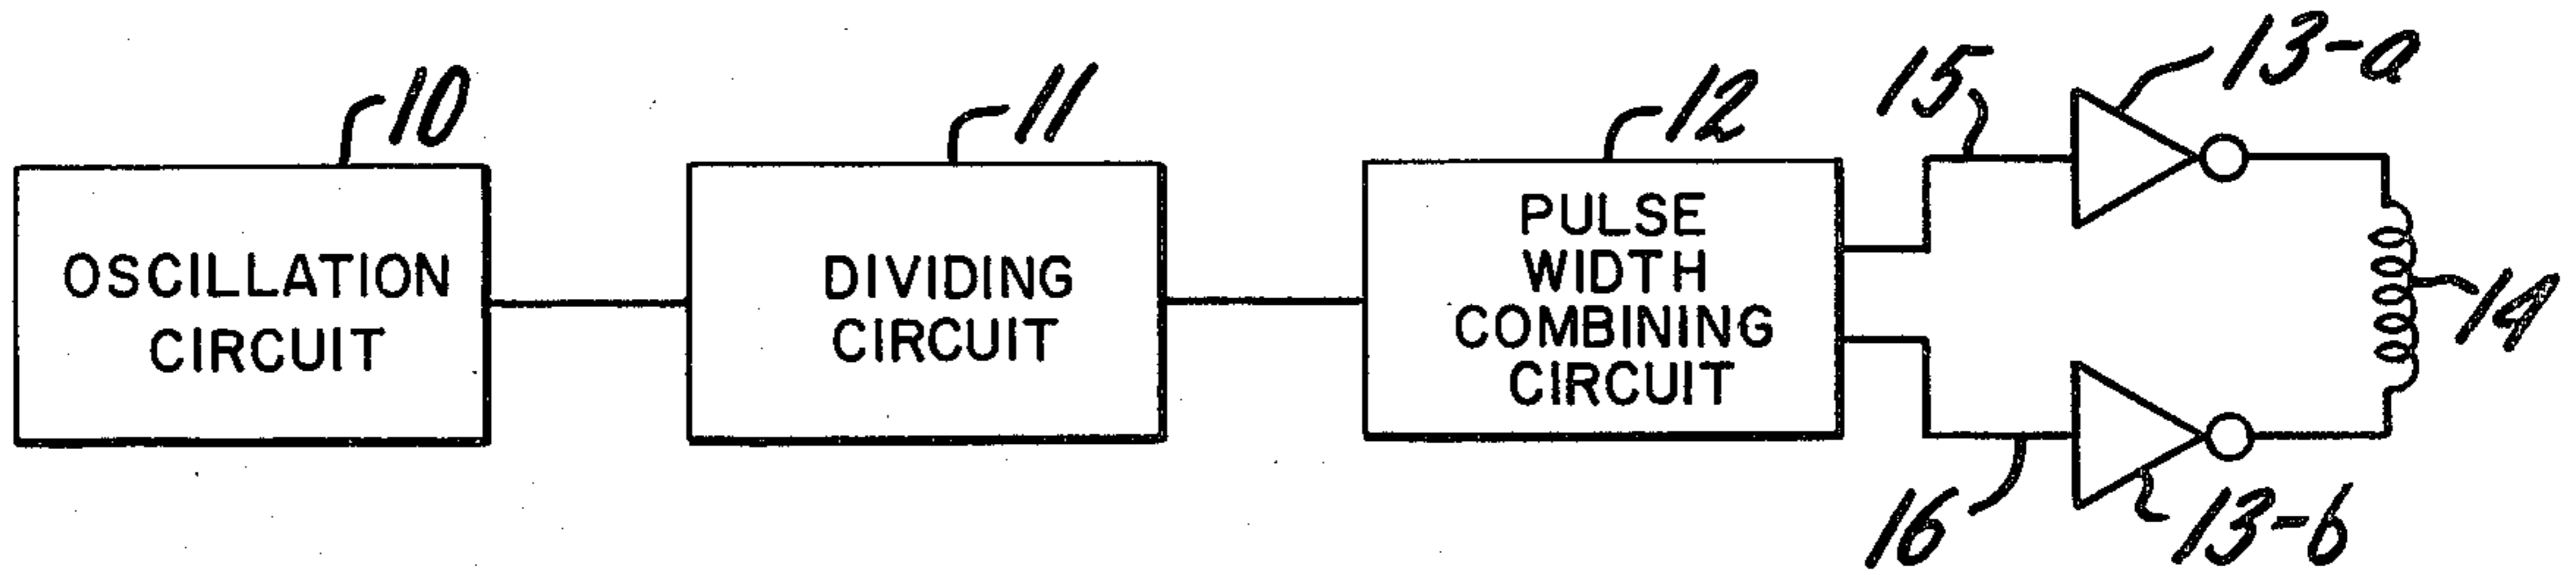 10
11
12
15
13-a
OSCILLATION
CIRCUIT
DIVIDING
CIRCUIT
PULSE
WIDTH
COMBINING
CIRCUIT
14
16
13-b